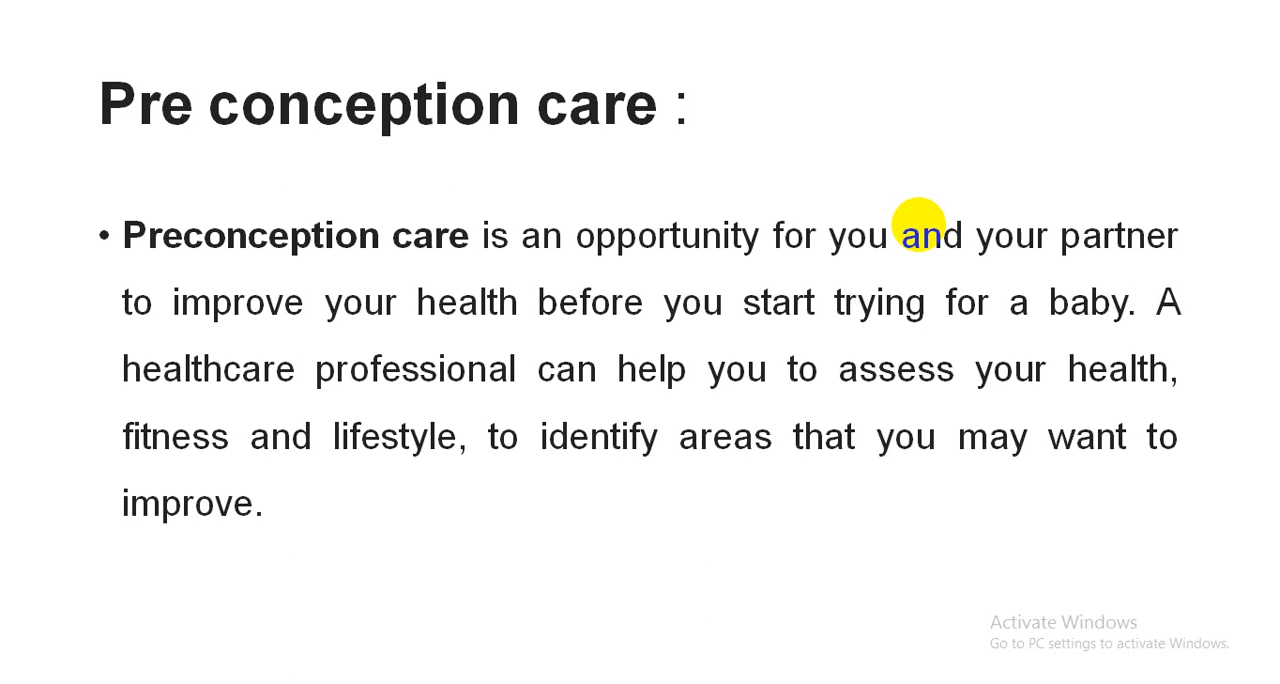 Pre conception care :
• Preconception care is an opportunity for you and your partner
to improve your health before you start trying for a baby. A
healthcare professional can help you to assess your health,
fitness and lifestyle, to identify areas that you may want to
improve.
Activate Windows
Go to PC settings to activate Windows.